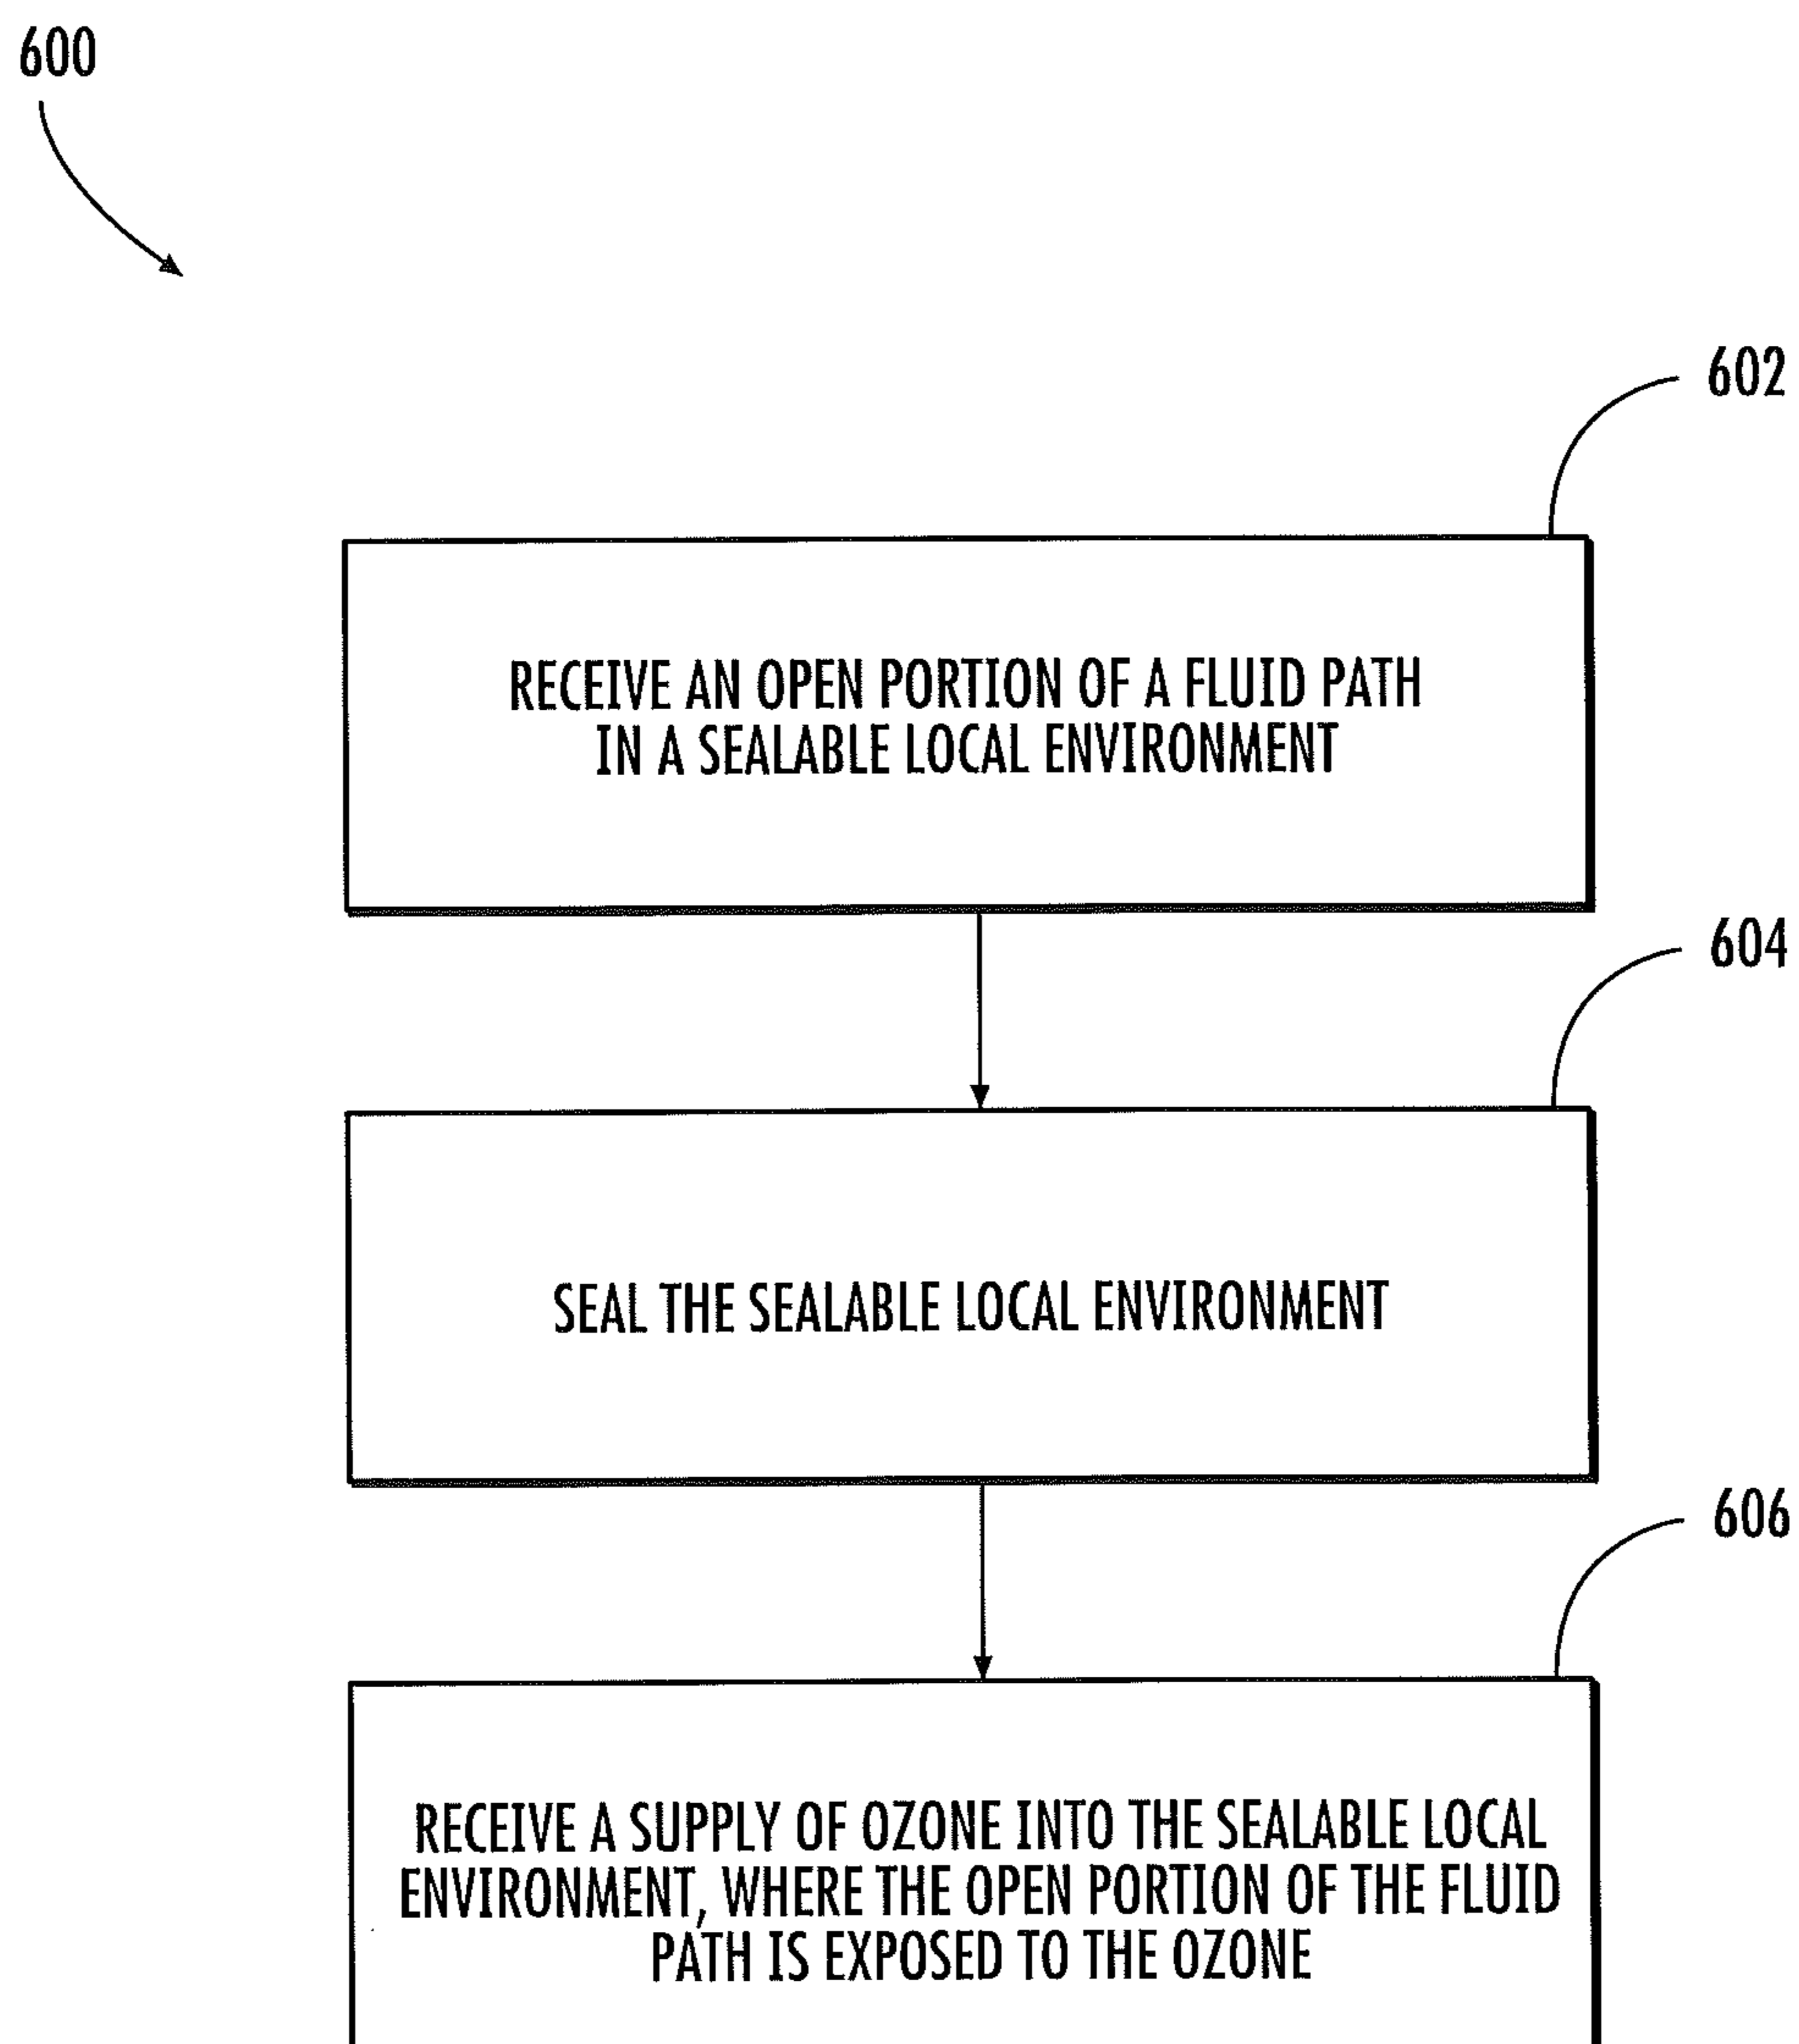 600
602
RECEIVE AN OPEN PORTION OF A FLUID PATH
IN A SEALABLE LOCAL ENVIRONMENT
604
SEAL THE SEALABLE LOCAL ENVIRONMENT
606
RECEIVE A SUPPLY OF OZONE INTO THE SEALABLE LOCAL
ENVIRONMENT, WHERE THE OPEN PORTION OF THE FLUID
PATH IS EXPOSED TO THE OZONE